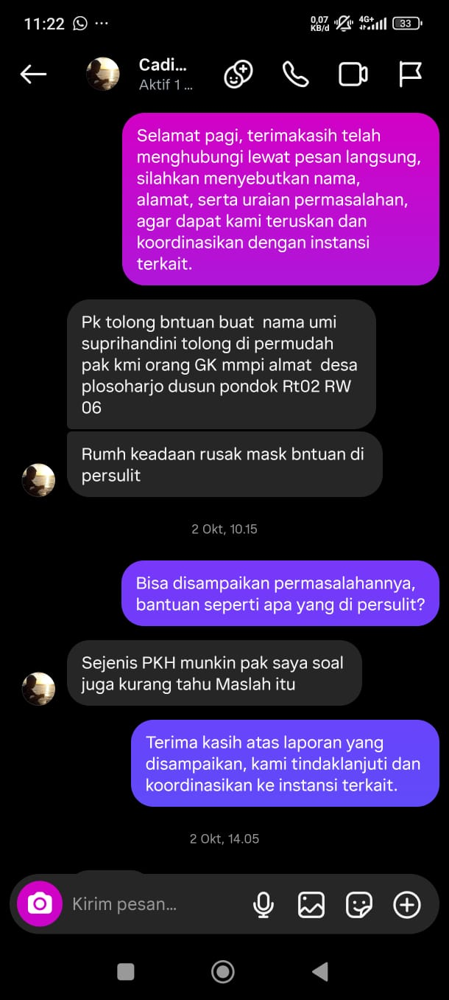 11:22
0,07
KB/d
4G+
33
Cadi...
Aktif 1 ...
Selamat pagi, terimakasih telah
menghubungi lewat pesan langsung,
silahkan menyebutkan nama,
alamat, serta uraian permasalahan,
agar dapat kami teruskan dan
koordinasikan dengan instansi
terkait.
Pk tolong bntuan buat  nama umi
suprihandini tolong di permudah
pak kmi orang GK mmpi almat  desa
plosoharjo dusun pondok Rt02 RW
06
Rumh keadaan rusak mask bntuan di
persulit
2 Okt, 10.15
Bisa disampaikan permasalahannya,
bantuan seperti apa yang di persulit?
Sejenis PKH munkin pak saya soal
juga kurang tahu Maslah itu
Terima kasih atas laporan yang
disampaikan, kami tindaklanjuti dan
koordinasikan ke instansi terkait.
2 Okt, 14.05
Kirim pesan...